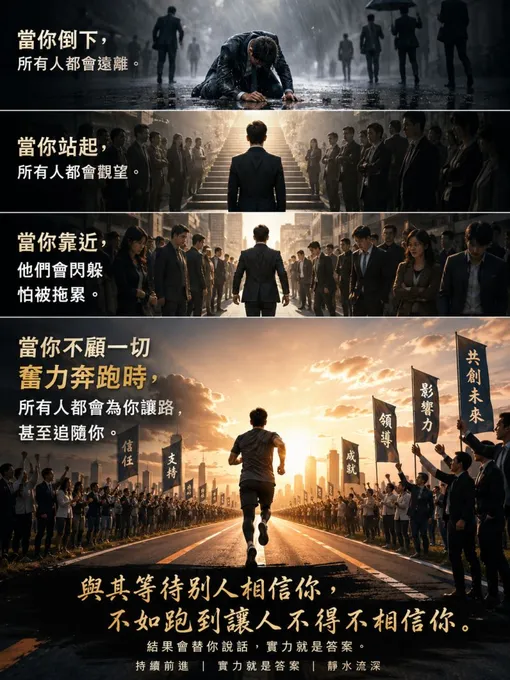 當你倒下，
所有人都會遠離。
當你站起，
所有人都會觀望。
當你靠近，
他們會閃躲
怕被拖累。
當你不顧一切
奮力奔跑時，
所有人都會為你讓路，
甚至追隨你。
信任
支持
成就
領導
影響力
共創未來
與其等待別人相信你，
不如跑到讓人不得不相信你。
結果會替你說話，實力就是答案。
持續前進 | 實力就是答案 | 靜水流深